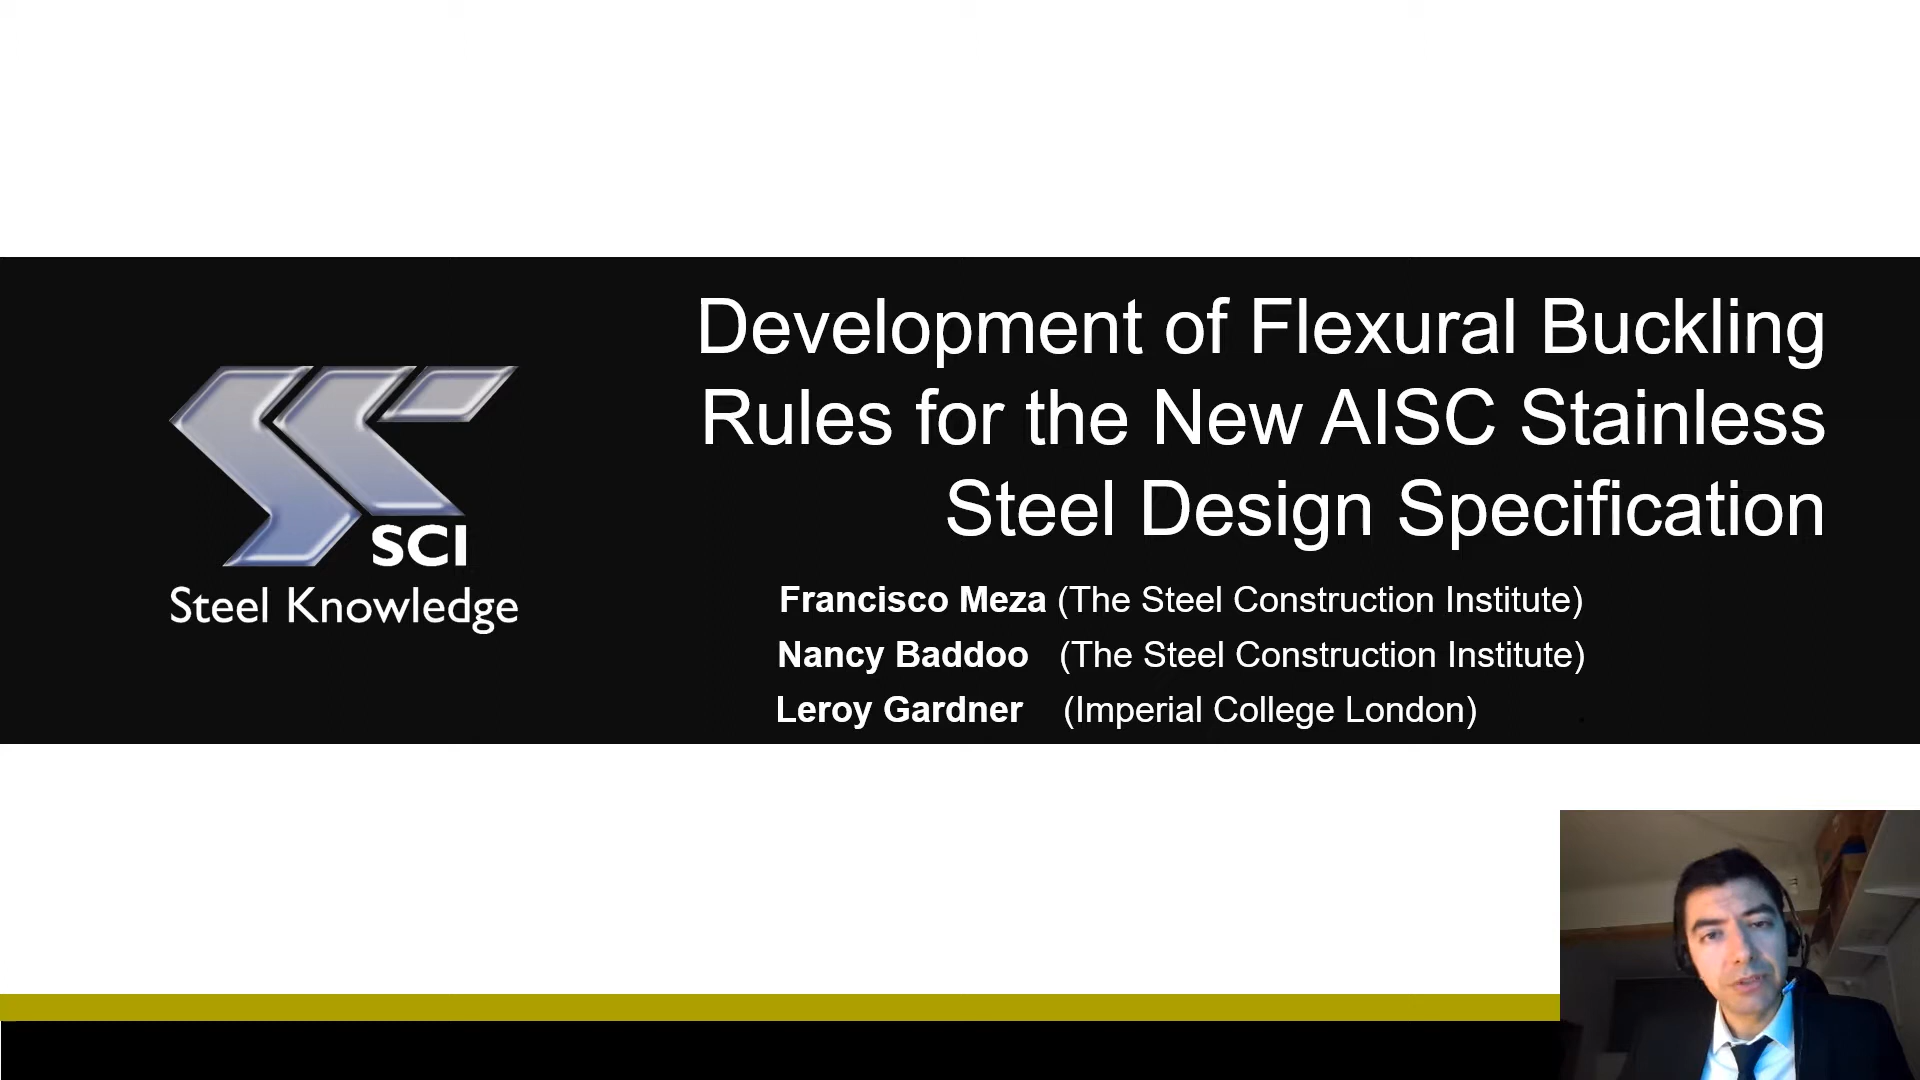 Development of Flexural Buckling
Rules for the New AISC Stainless
Steel Design Specification
SCI
Steel Knowledge
Francisco Meza (The Steel Construction Institute)
Nancy Baddoo (The Steel Construction Institute)
Leroy Gardner (Imperial College London)